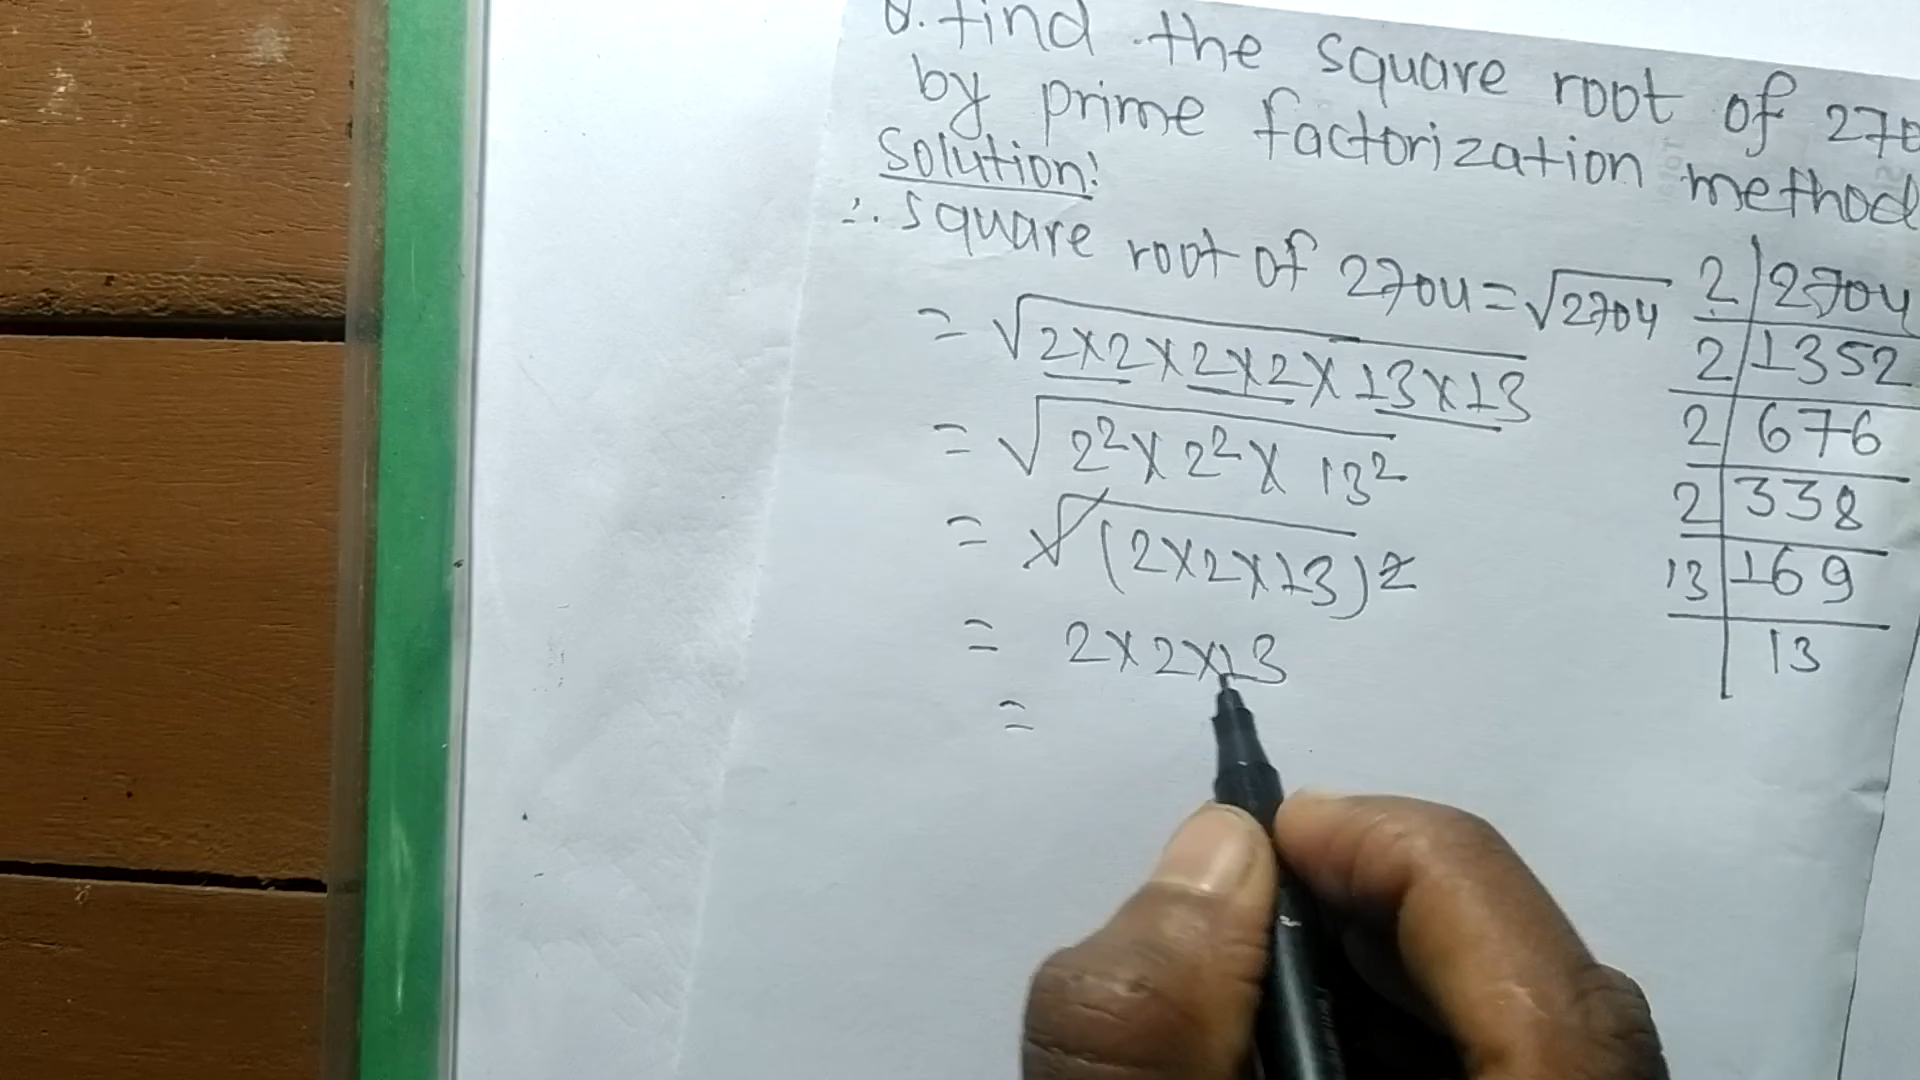 Q. find the square root of 270
by prime factorization method
Solution:
∴ square root of 2704 = √2704
= √2×2×2×2×13×13
= √2²×2²×13²
= √(2×2×13)²
= 2×2×13
=
2 | 2704
2 | 1352
2 | 676
2 | 338
13 | 169
13